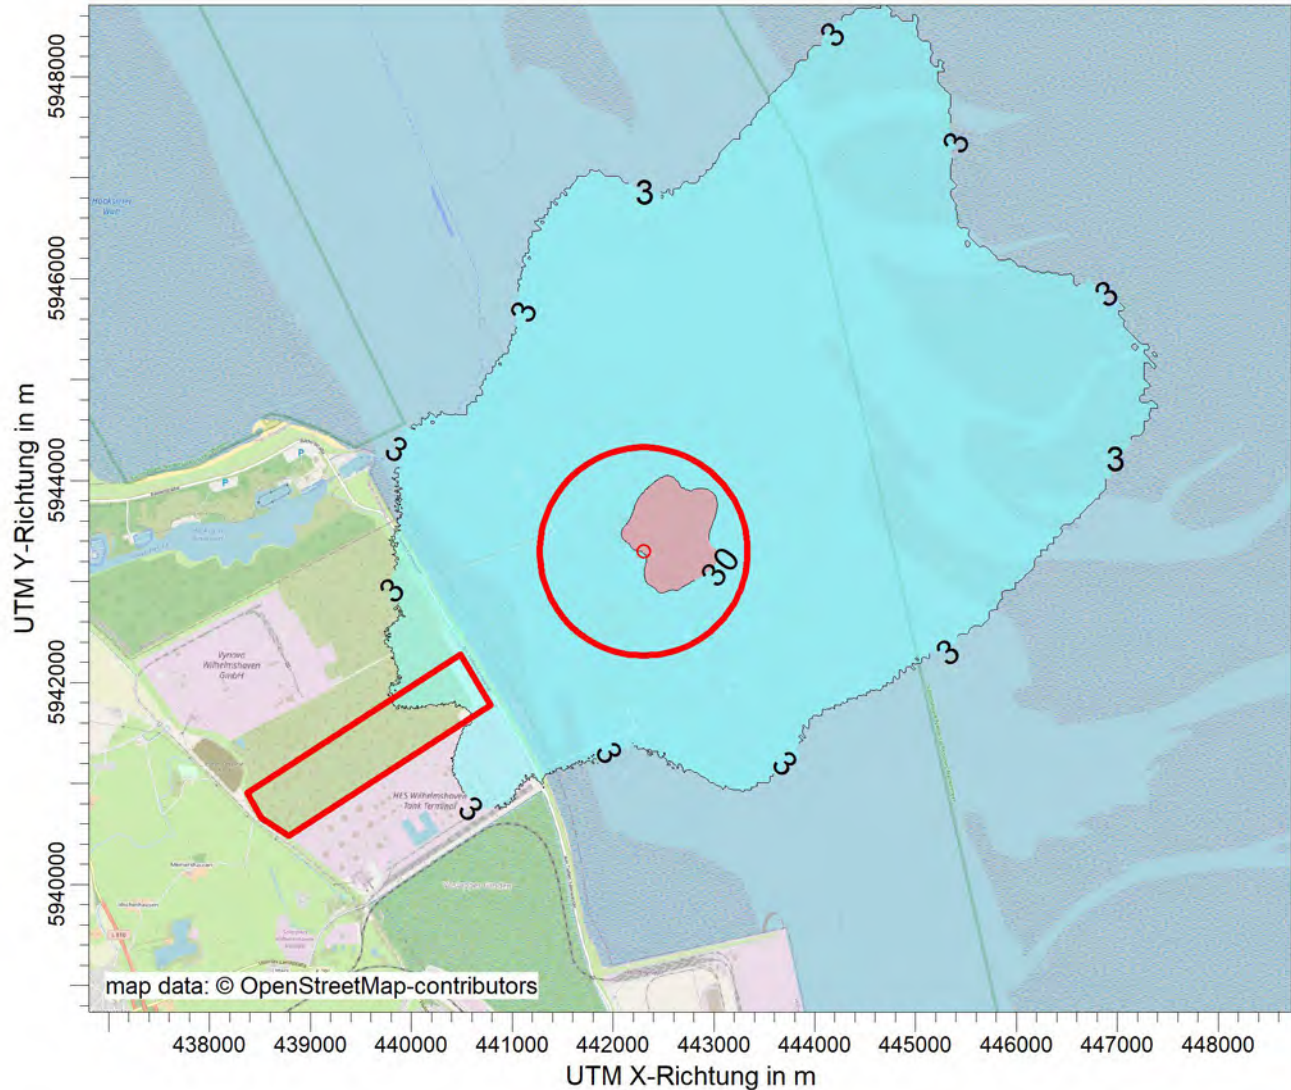 3
3
3
3
3
3
3
3
3
3
3
3
3
30
P
P
Vynova
Wilhelmshaven
GmbH
HES Wilhelmshaven
Tank Terminal
map data: © OpenStreetMap-contributors
5948000
5946000
5944000
5942000
5940000
UTM Y-Richtung in m
438000 439000 440000 441000 442000 443000 444000 445000 446000 447000 448000
UTM X-Richtung in m